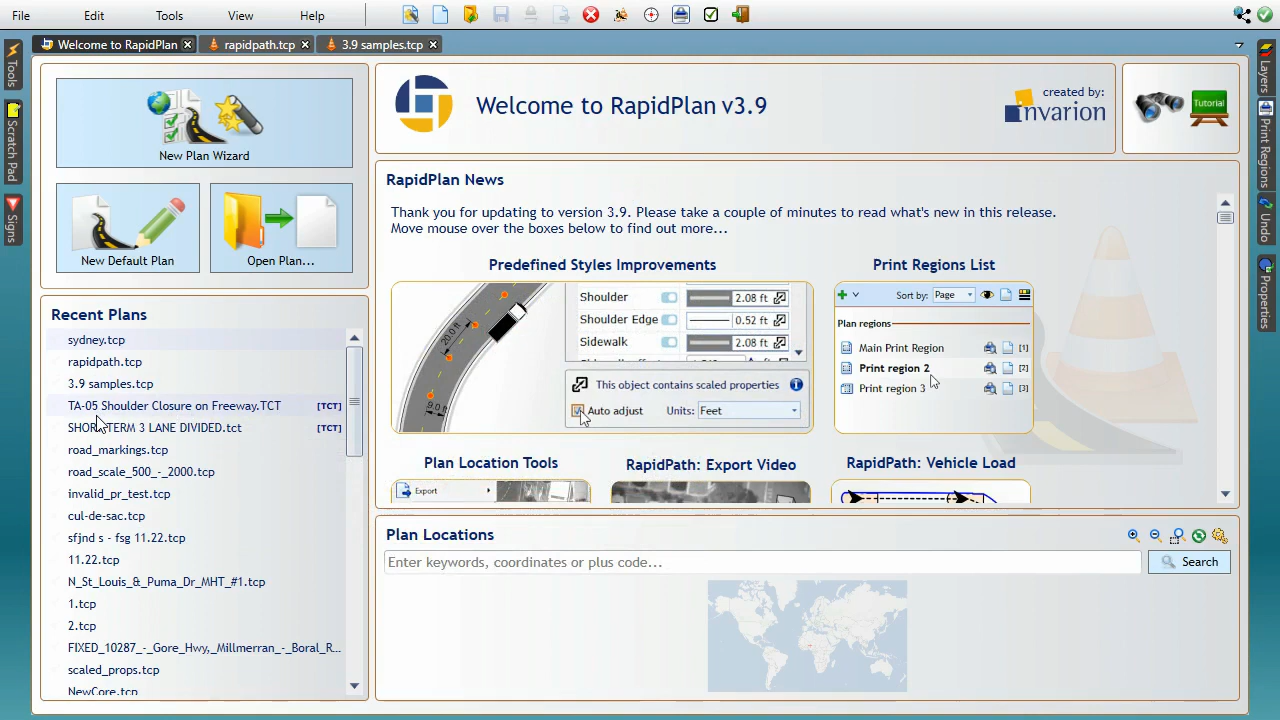 File Edit Tools View Help
Welcome to RapidPlan rapidpath.tcp 3.9 samples.tcp
Tools
Scratch Pad
Signs
New Plan Wizard
New Default Plan
Open Plan...
Recent Plans
sydney.tcp
rapidpath.tcp
3.9 samples.tcp
TA-05 Shoulder Closure on Freeway.TCT [TCT]
SHORT TERM 3 LANE DIVIDED.tct [TCT]
road_markings.tcp
road_scale_500_-_2000.tcp
invalid_pr_test.tcp
cul-de-sac.tcp
sfjnd s - fsg 11.22.tcp
11.22.tcp
N_St_Louis_&_Puma_Dr_MHT_#1.tcp
1.tcp
2.tcp
FIXED_10287_-_Gore_Hwy,_Millmerran_-_Boral_R...
scaled_props.tcp
NewCore.tcp
Welcome to RapidPlan v3.9
created by:
invarion
Tutorial
RapidPlan News
Thank you for updating to version 3.9. Please take a couple of minutes to read what's new in this release.
Move mouse over the boxes below to find out more...
Predefined Styles Improvements
20.0 ft
9.0 ft
Shoulder 2.08 ft
Shoulder Edge 0.52 ft
Sidewalk 2.08 ft
This object contains scaled properties
Auto adjust Units: Feet
Print Regions List
Sort by: Page
Plan regions
Main Print Region [1]
Print region 2 [2]
Print region 3 [3]
Plan Location Tools
Export
RapidPath: Export Video
RapidPath: Vehicle Load
Plan Locations
Enter keywords, coordinates or plus code...
Search
Layers
Print Regions
Undo
Properties